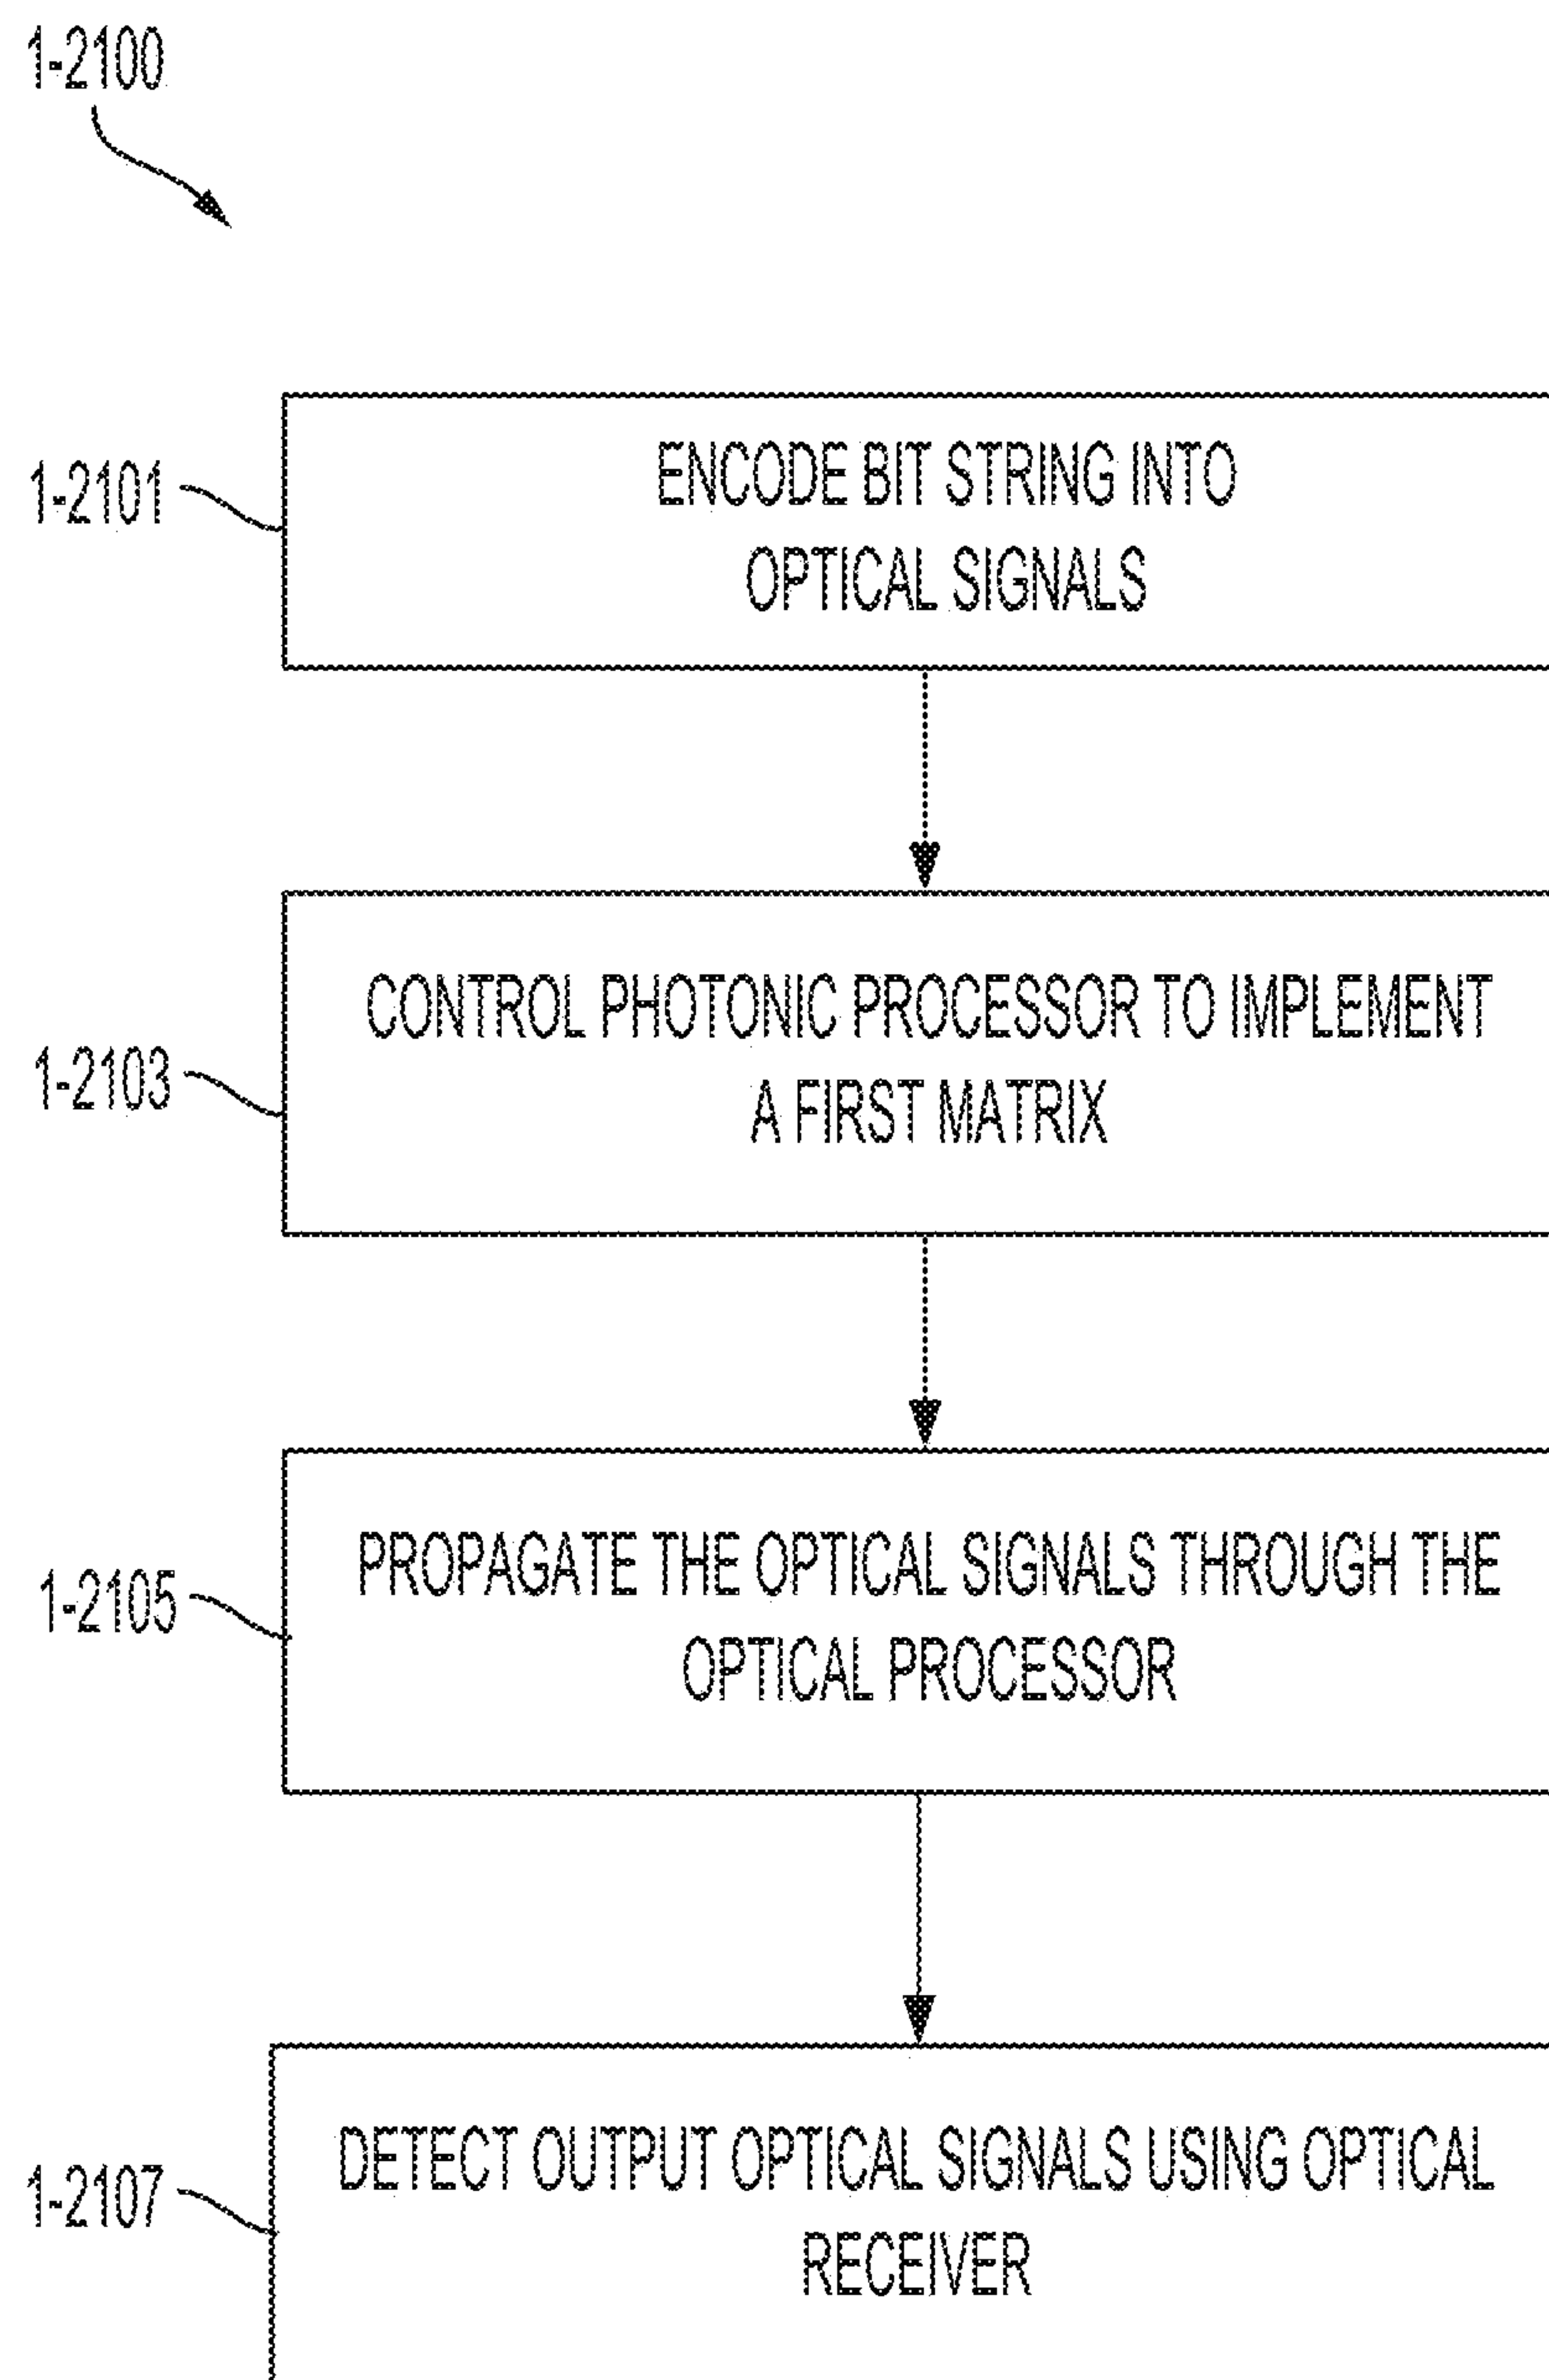 1-2100
1-2101
ENCODE BIT STRING INTO
OPTICAL SIGNALS
1-2103
CONTROL PHOTONIC PROCESSOR TO IMPLEMENT
A FIRST MATRIX
1-2105
PROPAGATE THE OPTICAL SIGNALS THROUGH THE
OPTICAL PROCESSOR
1-2107
DETECT OUTPUT OPTICAL SIGNALS USING OPTICAL
RECEIVER